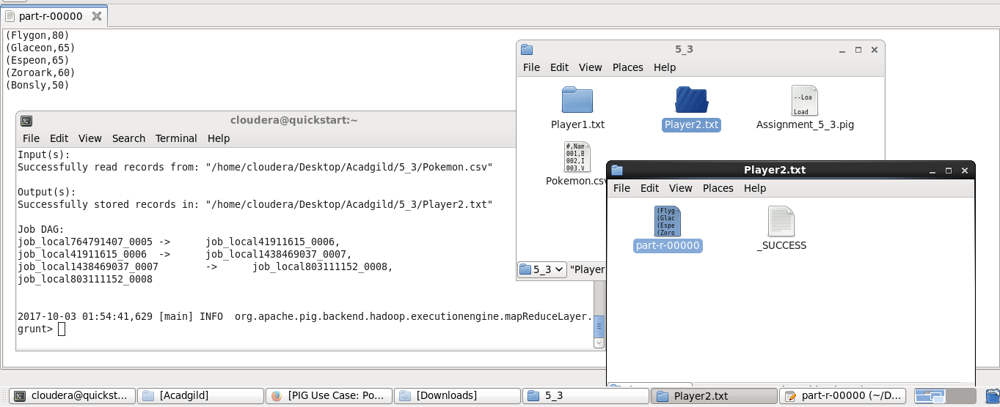 part-r-00000
(Flygon,80)
(Glaceon,65)
(Espeon,65)
(Zoroark,60)
(Bonsly,50)
cloudera@quickstart:~
File Edit View Search Terminal Help
Input(s):
Successfully read records from: "/home/cloudera/Desktop/Acadgild/5_3/Pokemon.csv"
Output(s):
Successfully stored records in: "/home/cloudera/Desktop/Acadgild/5_3/Player2.txt"
Job DAG:
job_local764791407_0005 -> job_local41911615_0006,
job_local41911615_0006 -> job_local1438469037_0007,
job_local1438469037_0007 -> job_local803111152_0008,
job_local803111152_0008
2017-10-03 01:54:41,629 [main] INFO org.apache.pig.backend.hadoop.executionengine.mapReduceLayer.
grunt>
5_3
File Edit View Places Help
Player1.txt
Player2.txt
--Loa
Load
Assignment_5_3.pig
#,Nam
001,B
002,I
003,V
Pokemon.csv
5_3 "Player
Player2.txt
File Edit View Places Help
(Flyg
(Glac
(Espe
(Zoro
part-r-00000
_SUCCESS
cloudera@quickst... [Acadgild] [PIG Use Case: Po... [Downloads] 5_3 Player2.txt part-r-00000 (~/D...